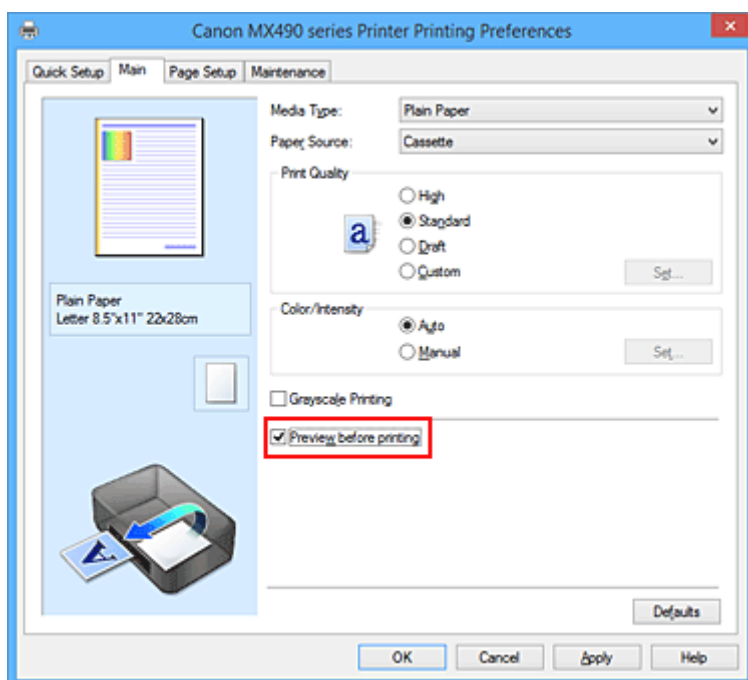 Canon MX490 series Printer Printing Preferences
Quick Setup Main Page Setup Maintenance
Media Type: Plain Paper
Paper Source: Cassette
Print Quality
High
Standard
Draft
Custom Set...
Plain Paper
Letter 8.5"x11" 22x28cm
Color/Intensity
Auto
Manual Set...
Grayscale Printing
Preview before printing
Defaults
OK Cancel Apply Help